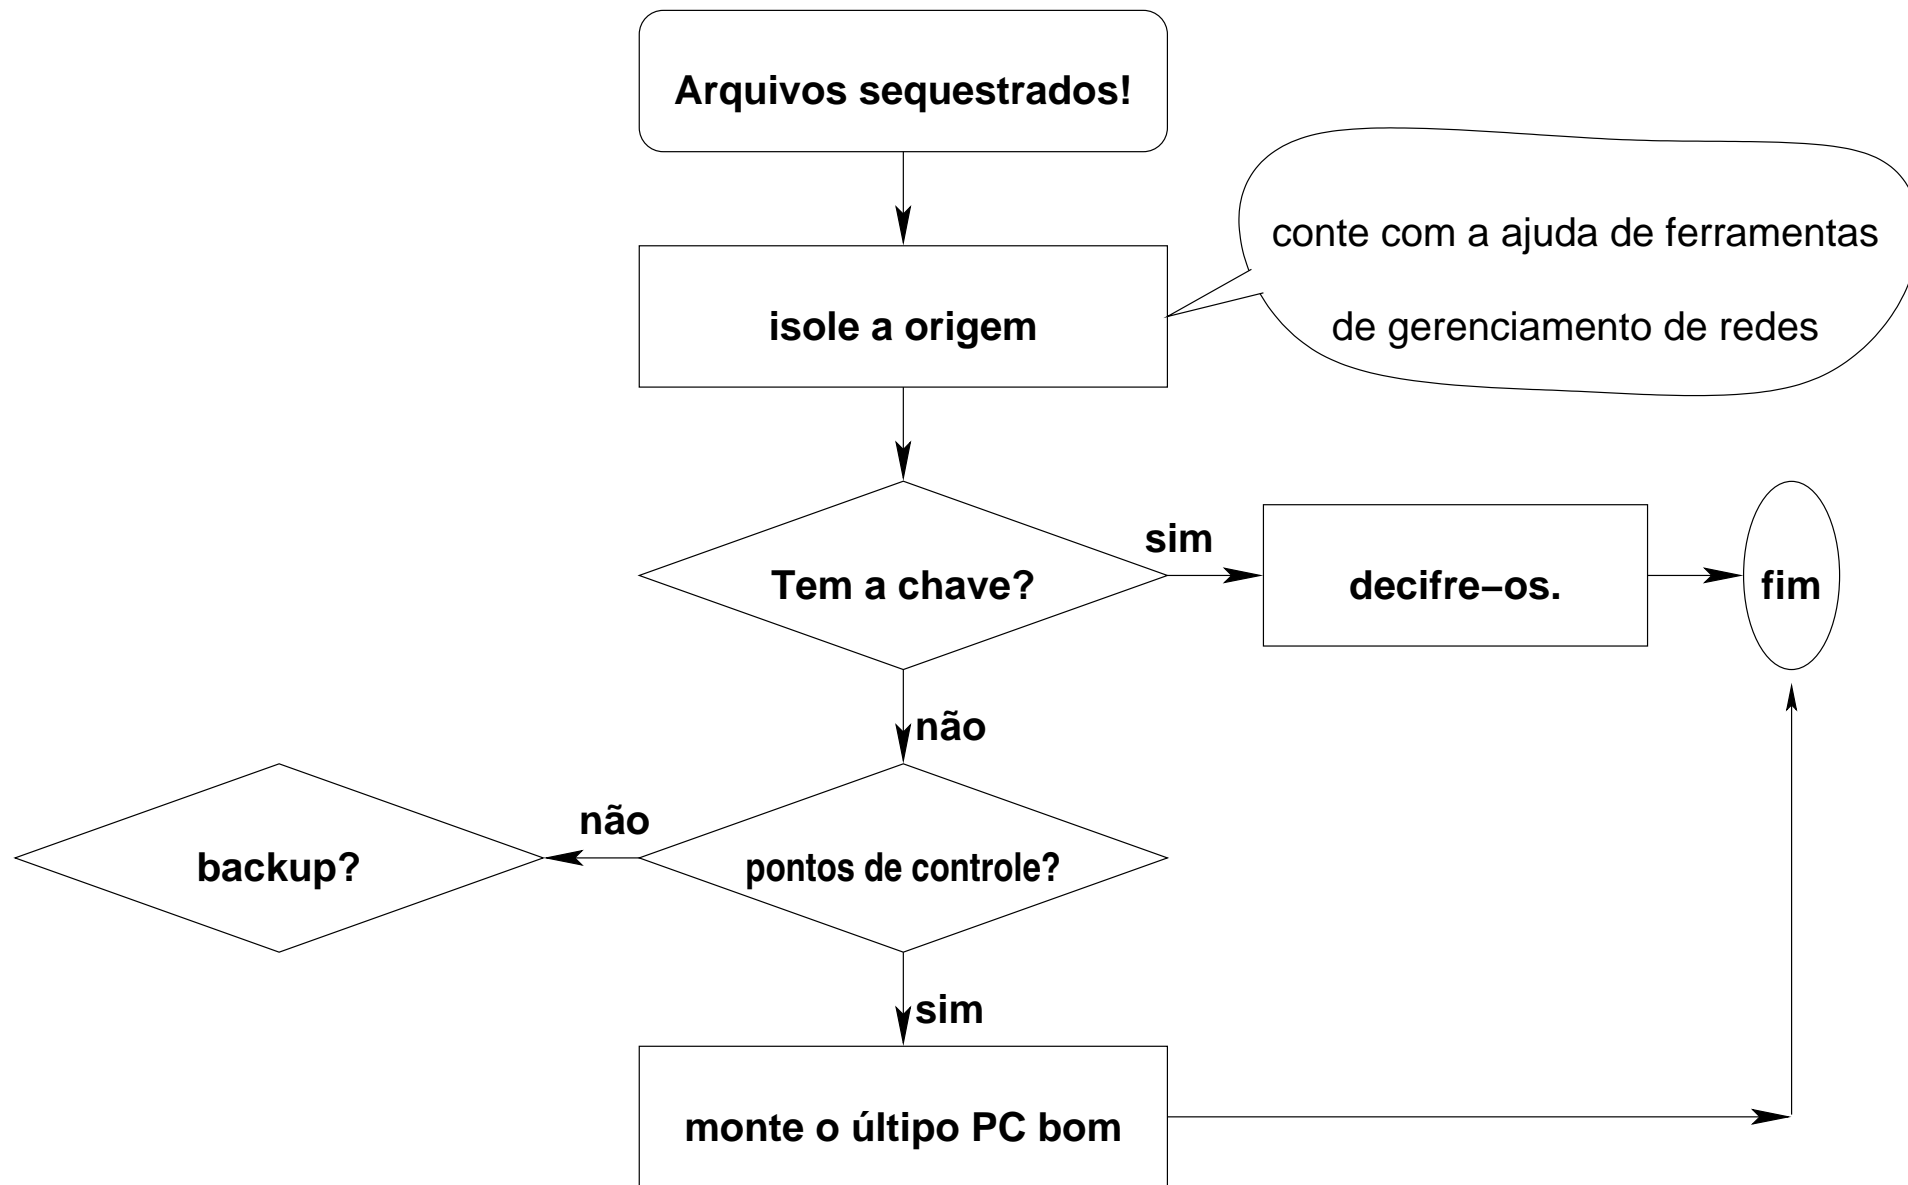 Arquivos sequestrados!
conte com a ajuda de ferramentas
de gerenciamento de redes
isole a origem
sim
Tem a chave?
decifre–os.
fim
não
não
backup?
pontos de controle?
sim
monte o últipo PC bom